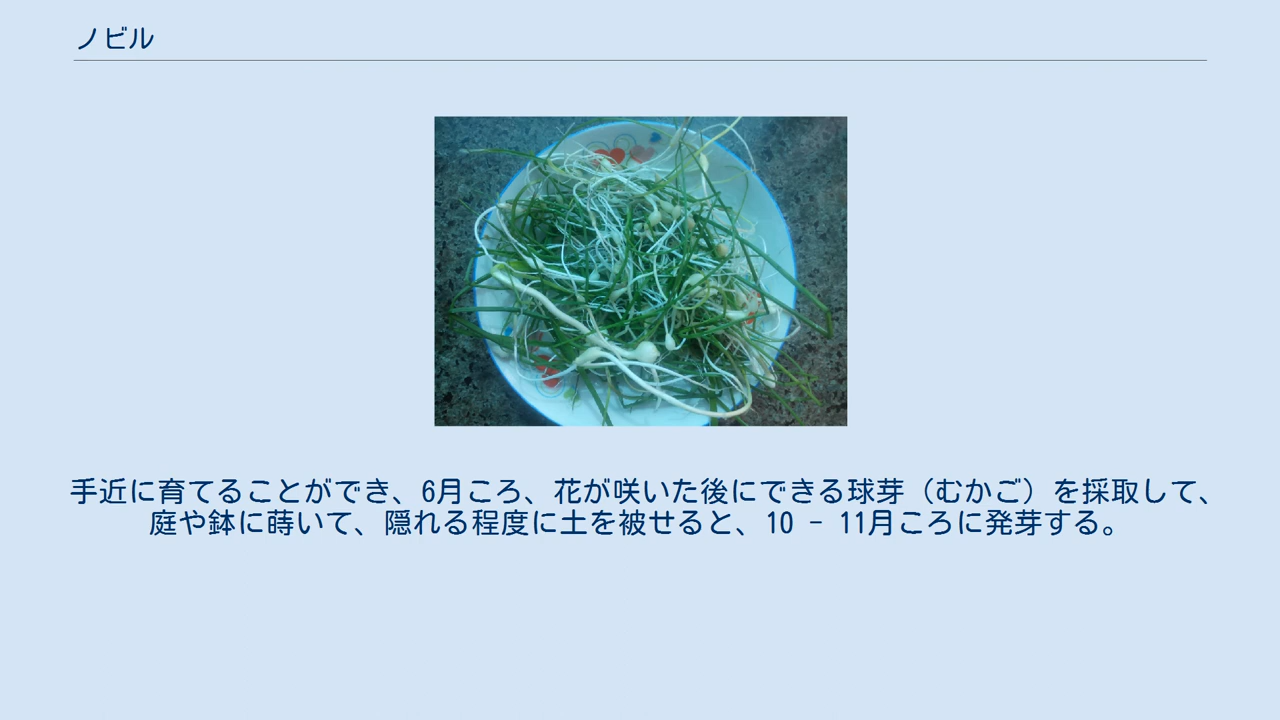 ノビル
手近に育てることができ、6月ころ、花が咲いた後にできる球芽（むかご）を採取して、
庭や鉢に蒔いて、隠れる程度に土を被せると、10 - 11月ころに発芽する。